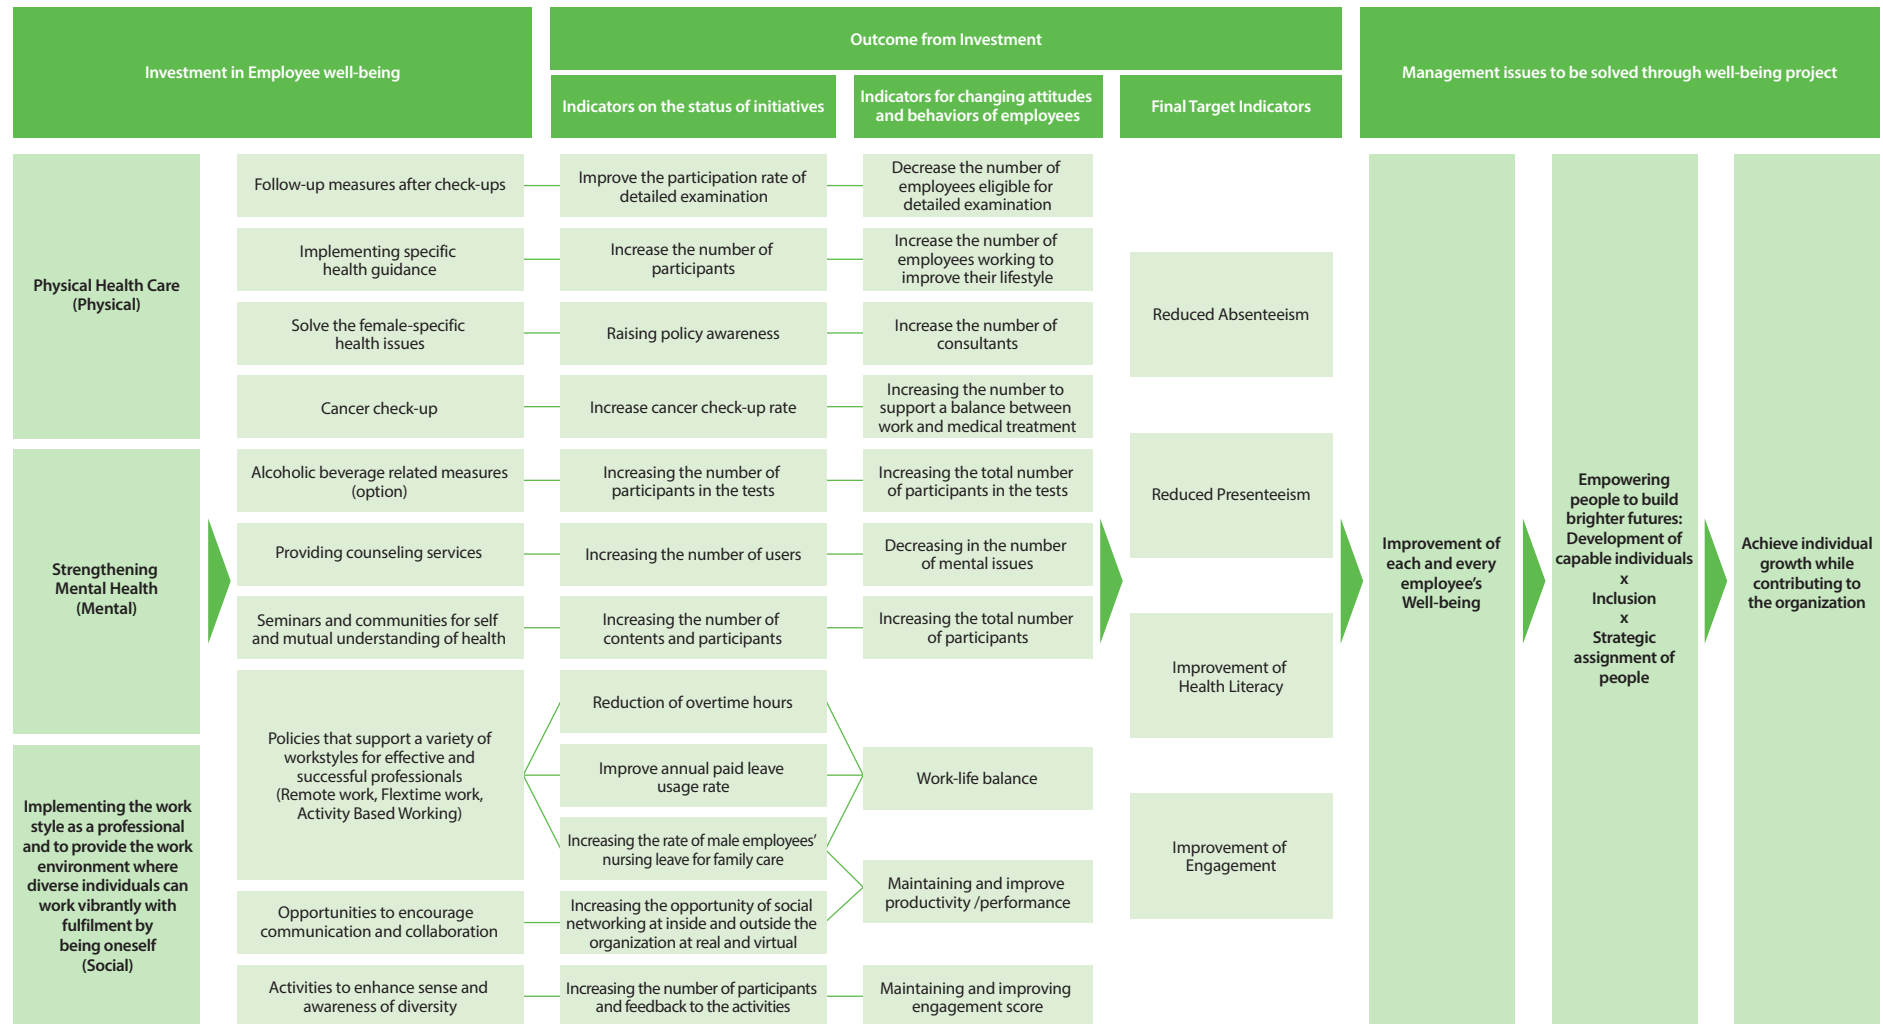 Investment in Employee well-being
Outcome from Investment
Management issues to be solved through well-being project
Indicators on the status of initiatives
Indicators for changing attitudes
and behaviors of employees
Final Target Indicators
Physical Health Care
(Physical)
Strengthening
Mental Health
(Mental)
Implementing the work
style as a professional
and to provide the work
environment where
diverse individuals can
work vibrantly with
fulfilment by
being oneself
(Social)
Follow-up measures after check-ups
Improve the participation rate of
detailed examination
Decrease the number of
employees eligible for
detailed examination
Implementing specific
health guidance
Increase the number of
participants
Increase the number of
employees working to
improve their lifestyle
Solve the female-specific
health issues
Raising policy awareness
Increase the number of
consultants
Cancer check-up
Increase cancer check-up rate
Increasing the number to
support a balance between
work and medical treatment
Alcoholic beverage related measures
(option)
Increasing the number of
participants in the tests
Increasing the total number
of participants in the tests
Providing counseling services
Increasing the number of users
Decreasing in the number
of mental issues
Seminars and communities for self
and mutual understanding of health
Increasing the number of
contents and participants
Increasing the total number
of participants
Policies that support a variety of
workstyles for effective and
successful professionals
(Remote work, Flextime work,
Activity Based Working)
Reduction of overtime hours
Improve annual paid leave
usage rate
Increasing the rate of male employees’
nursing leave for family care
Work-life balance
Opportunities to encourage
communication and collaboration
Increasing the opportunity of social
networking at inside and outside the
organization at real and virtual
Maintaining and improve
productivity /performance
Activities to enhance sense and
awareness of diversity
Increasing the number of participants
and feedback to the activities
Maintaining and improving
engagement score
Reduced Absenteeism
Reduced Presenteeism
Improvement of
Health Literacy
Improvement of
Engagement
Improvement of
each and every
employee’s
Well-being
Empowering
people to build
brighter futures:
Development of
capable individuals
x
Inclusion
x
Strategic
assignment of
people
Achieve individual
growth while
contributing to
the organization